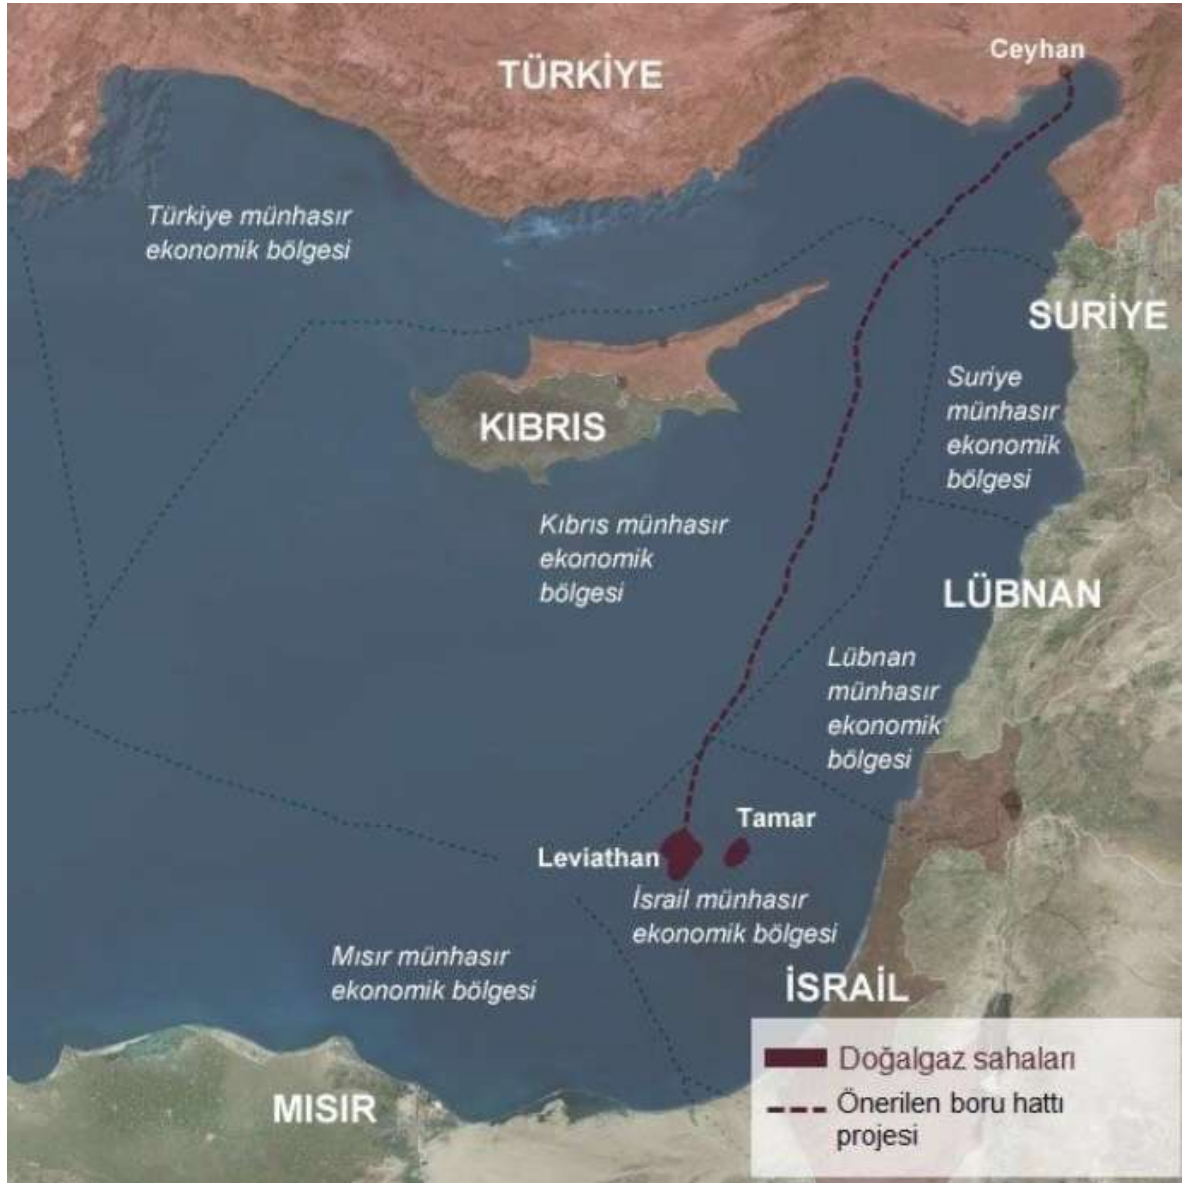 Ceyhan
TÜRKİYE
Türkiye münhasır
ekonomik bölgesi
SURİYE
Suriye
münhasır
ekonomik
bölgesi
KIBRIS
Kıbrıs münhasır
ekonomik
bölgesi
LÜBNAN
Lübnan
münhasır
ekonomik
bölgesi
Tamar
Leviathan
İsrail münhasır
ekonomik bölgesi
Mısır münhasır
ekonomik bölgesi
İSRAİL
MISIR
Doğalgaz sahaları
Önerilen boru hattı
projesi